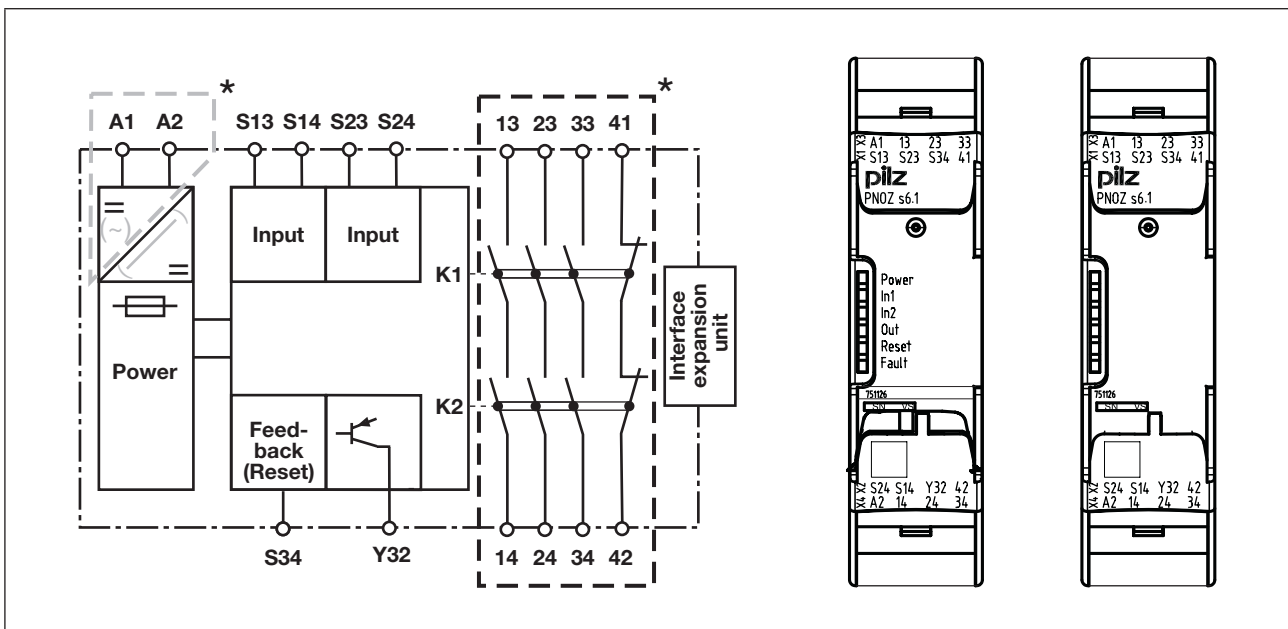 *
*
A1 A2 S13 S14 S23 S24 13 23 33 41
Input Input
K1
Power
K2
Feed-
back
(Reset)
Interface
expansion
unit
S34 Y32 14 24 34 42
X3 A1 13 23 33
X1 S13 S23 S34 41
pilz
PNOZ s6.1
Power
In1
In2
Out
Reset
Fault
751126
SN VS
X2 S24 S14 Y32 42
X4 A2 14 24 34
X3 A1 13 23 33
X1 S13 S23 S34 41
pilz
PNOZ s6.1
751126
SN VS
X2 S24 S14 Y32 42
X4 A2 14 24 34